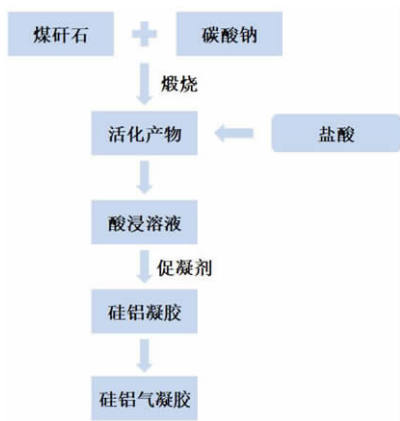 煤矸石
碳酸钠
煅烧
活化产物
盐酸
酸浸溶液
促凝剂
硅铝凝胶
硅铝气凝胶